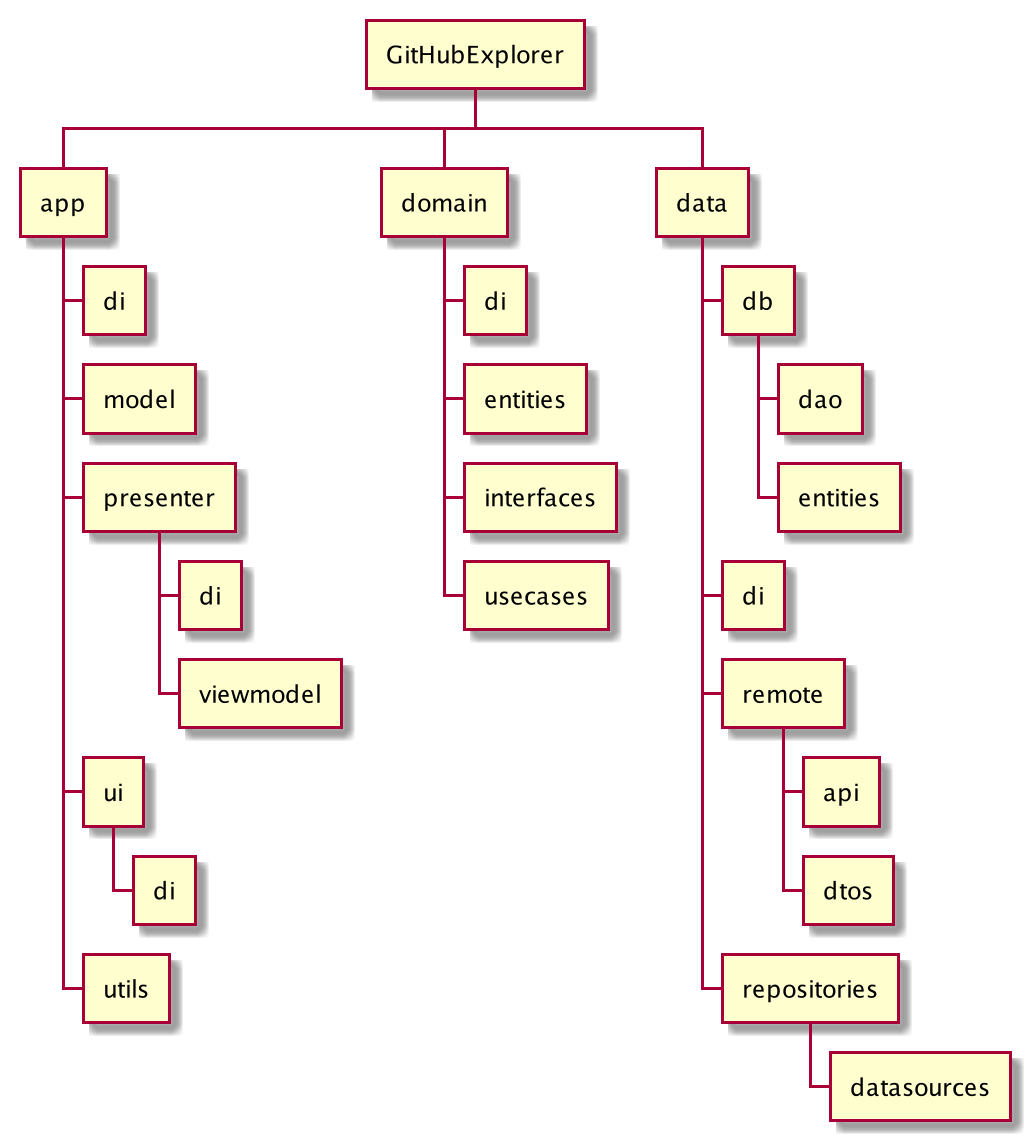 GitHubExplorer
app
di
model
presenter
di
viewmodel
ui
di
utils
domain
di
entities
interfaces
usecases
data
db
dao
entities
di
remote
api
dtos
repositories
datasources